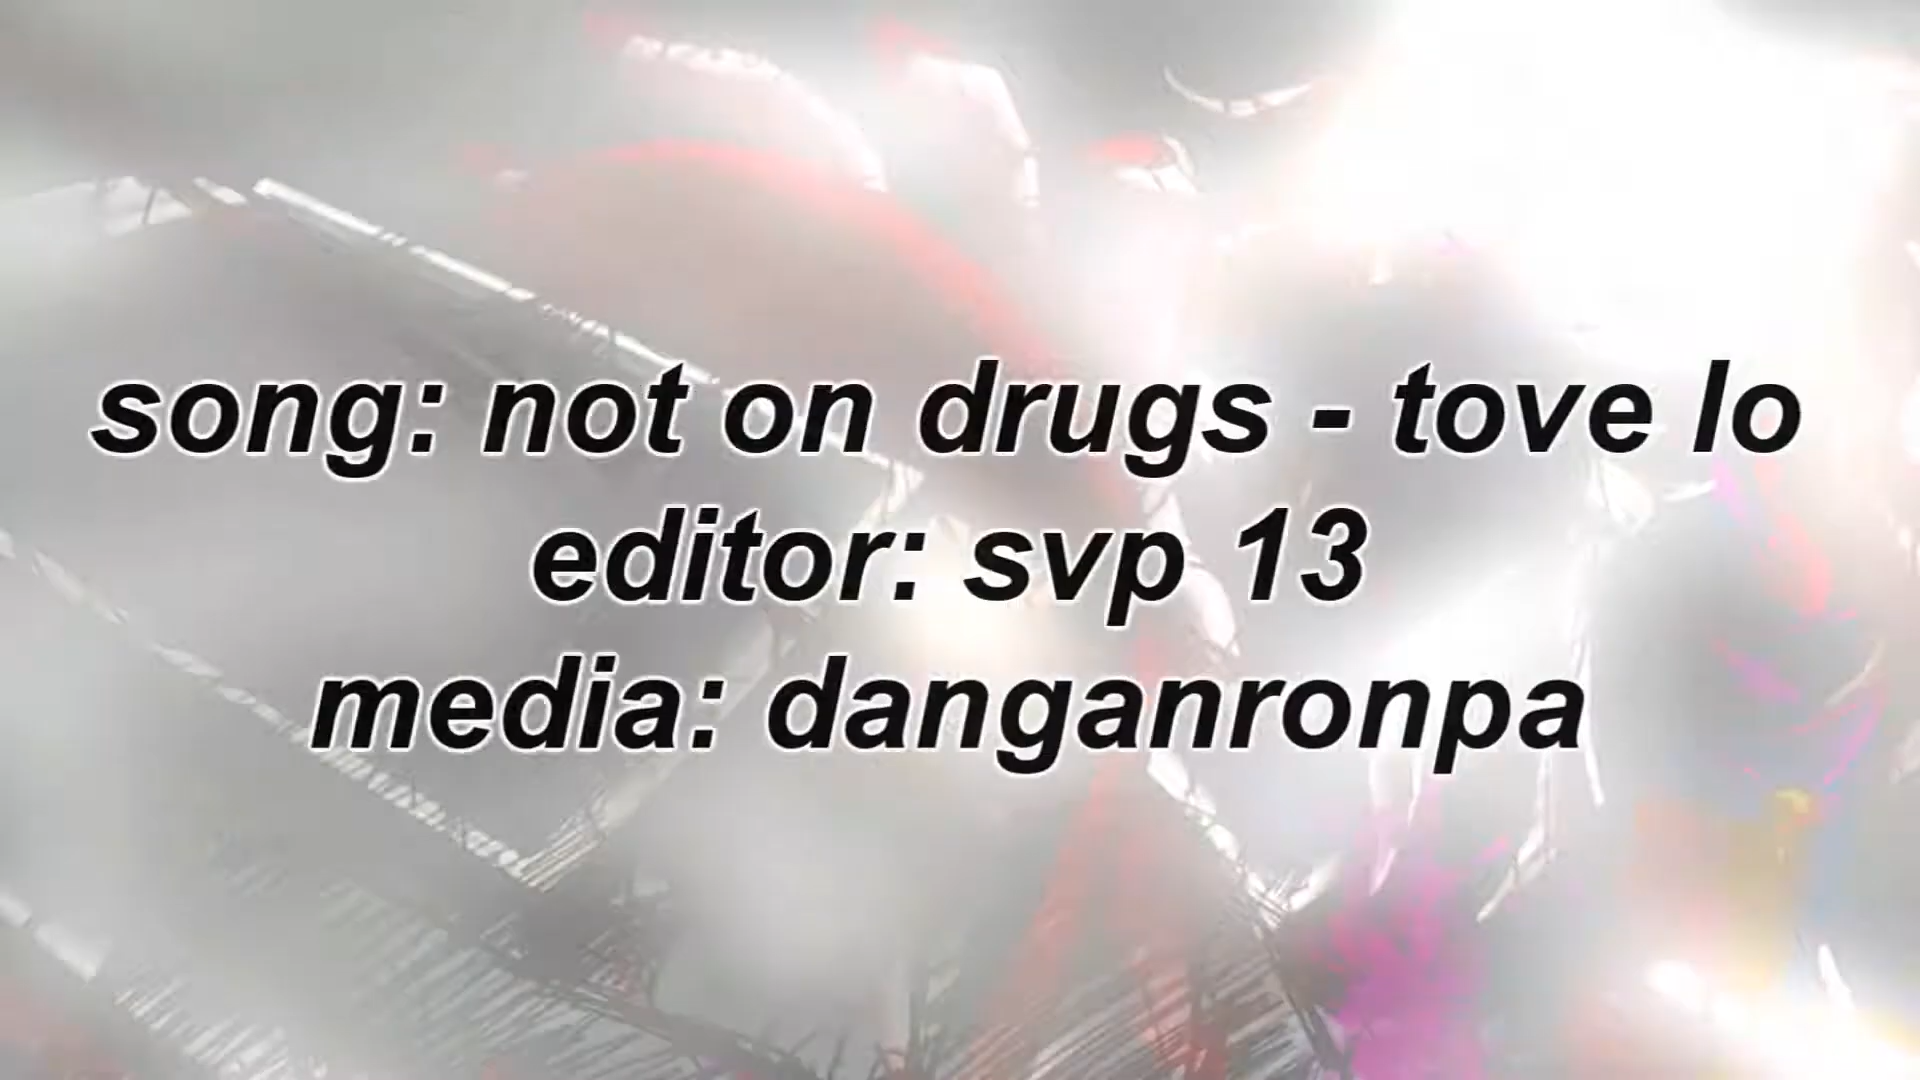 song: not on drugs - tove lo
editor: svp 13
media: danganronpa